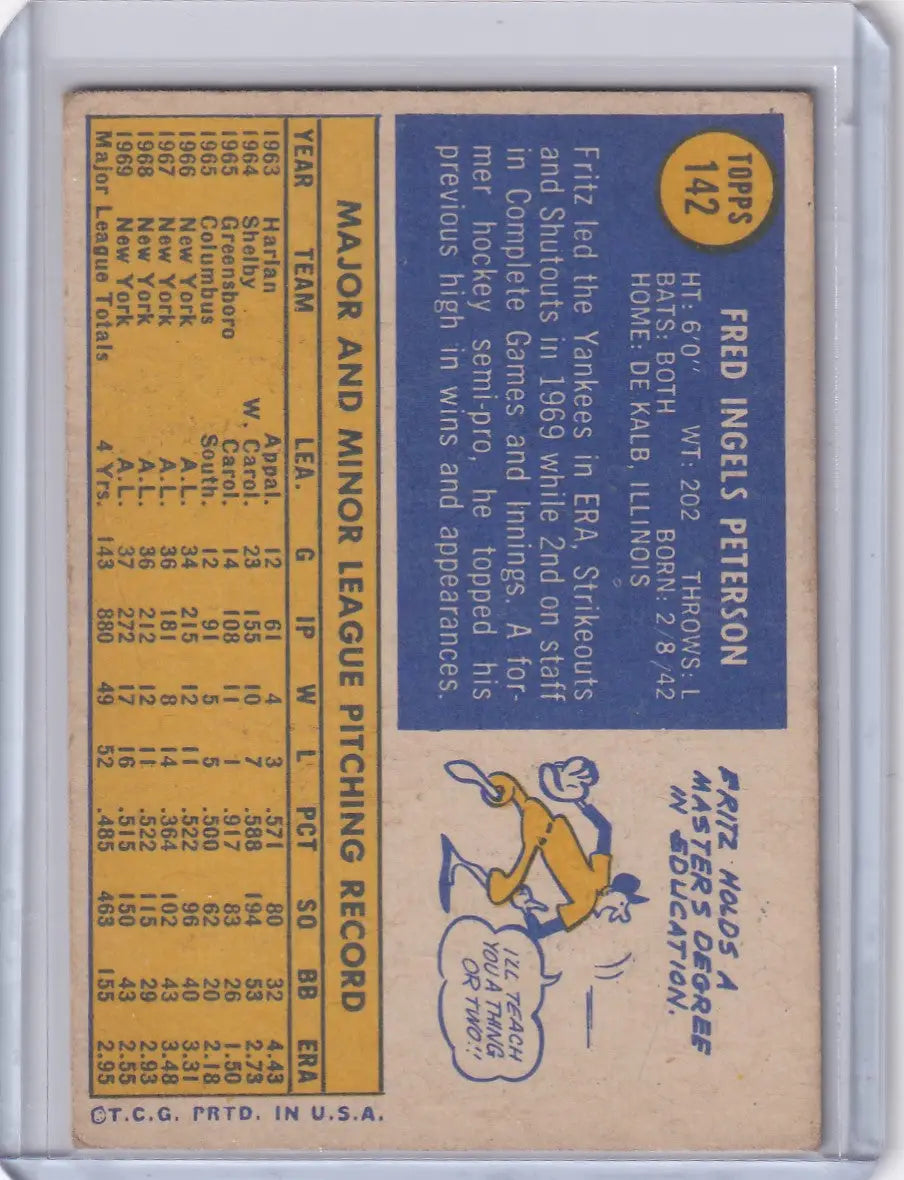 TOPPS
142
FRED INGELS PETERSON
HT: 6'0" WT: 202 THROWS: L
BATS: BOTH BORN: 2/8/42
HOME: DE KALB, ILLINOIS
Fritz led the Yankees in ERA, Strikeouts
and Shutouts in 1969 while 2nd on staff
in Complete Games and Innings. A for-
mer hockey semi-pro, he topped his
previous high in wins and appearances.
FRITZ HOLDS A
MASTERS DEGREE
IN EDUCATION.
I'LL TEACH
YOU A THING
OR TWO!!
MAJOR AND MINOR LEAGUE PITCHING RECORD
YEAR TEAM LEA. G IP W L PCT SO BB ERA
1963 Harlan Appal. 12 61 4 3 .571 80 32 4.43
1964 Shelby W. Carol. 23 155 10 7 .588 194 53 2.73
1965 Greensboro Carol. 14 108 11 1 .917 83 26 1.50
1965 Columbus South. 12 91 5 5 .500 62 20 2.18
1966 New York A.L. 34 215 12 11 .522 96 40 3.31
1967 New York A.L. 36 181 8 14 .364 102 43 3.48
1968 New York A.L. 36 212 12 11 .522 115 29 2.93
1969 New York A.L. 37 272 17 16 .515 150 43 2.55
Major League Totals 4 Yrs. 143 880 49 52 .485 463 155 2.95
©T.C.G. PRTD. IN U.S.A.